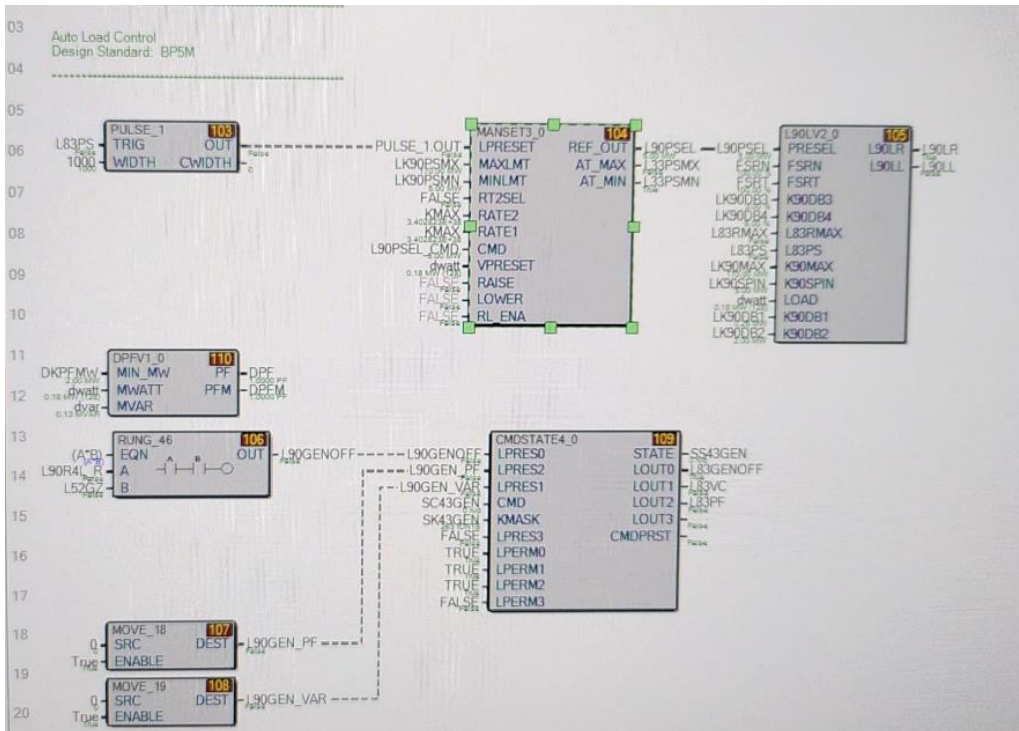 03
Auto Load Control
Design Standard: BP5M
04
05
PULSE_1 103
L83PS TRIG OUT
1000 WIDTH CWIDTH
1000
06
PULSE_1.OUT
MANSET3_0 104
LPRESET REF_OUT L90PSEL
LK90PSMX MAXLMT AT_MAX L33PSMX
LK90PSMN MINLMT AT_MIN L33PSMN
FALSE RT2SEL
KMAX RATE2
KMAX RATE1
L90PSEL_CMD CMD
dwatt VPRESET
FALSE RAISE
FALSE LOWER
FALSE RL_ENA
L90LV2_0 105
L90PSEL PRESEL L90LR L90LR
FSRN FSRN L90LL L90LL
FSRT FSRT
LK90DB3 K90DB3
LK90DB4 K90DB4
L83RMAX L83RMAX
L83PS L83PS
LK90MAX K90MAX
LK90SPIN K90SPIN
dwatt LOAD
LK90DB1 K90DB1
LK90DB2 K90DB2
07
08
09
10
11
DPFV1_0 110
DKPFMW MIN_MW PF DPF
dwatt MWATT PFM DPFM
dvar MVAR
12
13
RUNG_46 106
(A*B) EQN OUT L90GENOFF
L90R4L_R A
L52GZ B
CMDSTATE4_0 109
L90GENOFF LPRES0 STATE SS43GEN
L90GEN_PF LPRES2 LOUT0 L83GENOFF
L90GEN_VAR LPRES1 LOUT1 L83VC
SC43GEN CMD LOUT2 L83PF
SK43GEN KMASK LOUT3
FALSE LPRES3 CMDPRST
TRUE LPERM0
TRUE LPERM1
TRUE LPERM2
FALSE LPERM3
14
15
16
17
18
MOVE_18 107
0 SRC DEST L90GEN_PF
True ENABLE
19
MOVE_19 108
0 SRC DEST L90GEN_VAR
True ENABLE
20